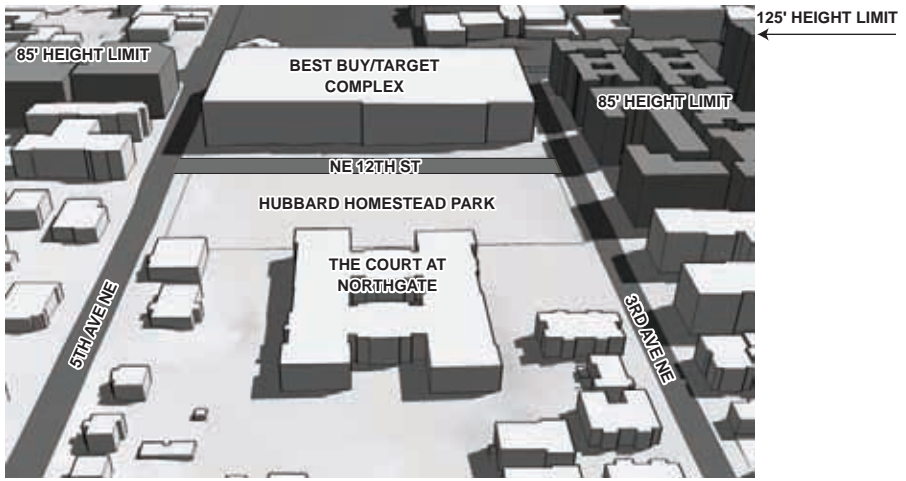 125' HEIGHT LIMIT
85' HEIGHT LIMIT
BEST BUY/TARGET
COMPLEX
85' HEIGHT LIMIT
NE 12TH ST
HUBBARD HOMESTEAD PARK
THE COURT AT
NORTHGATE
5TH AVE NE
3RD AVE NE